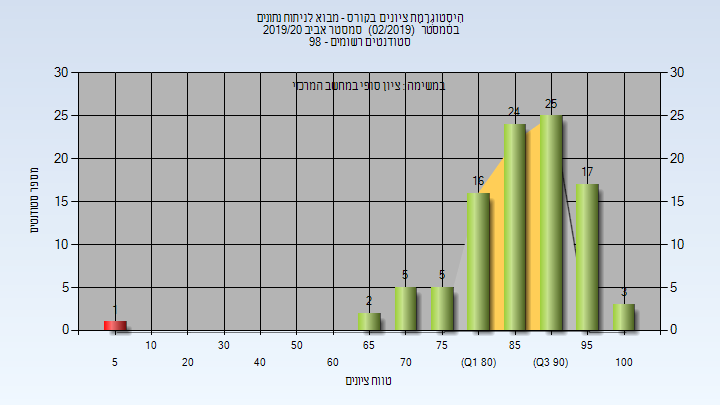 היסטוגרמת ציונים בקורס - מבוא לניתוח נתונים
בסמסטר (02/2019) סמסטר אביב 2019/20
סטודנטים רשומים - 98
במשימה : ציון סופי במחשב המרכזי
30 30
25 25
20 20
15 15
10 10
5 5
0 0
מספר סטודנטים
1 2 5 5 16 24 25 17 3
10 30 50 65 75 85 95
5 20 40 60 70 (Q1 80) (Q3 90) 100
טווח ציונים